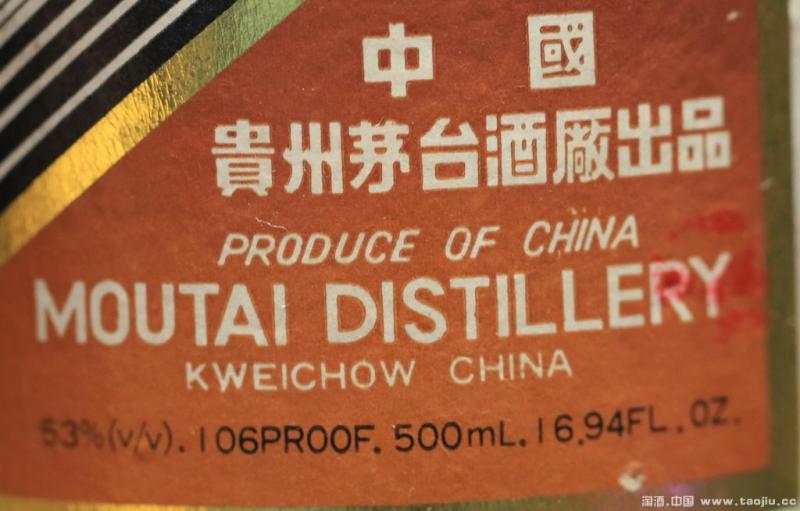 中國
貴州茅台酒廠出品
PRODUCE OF CHINA
MOUTAI DISTILLERY
KWEICHOW CHINA
53%(v/v). 106PROOF. 500mL. 16.94FL. OZ.
淘酒.中国 www.taojiu.cc